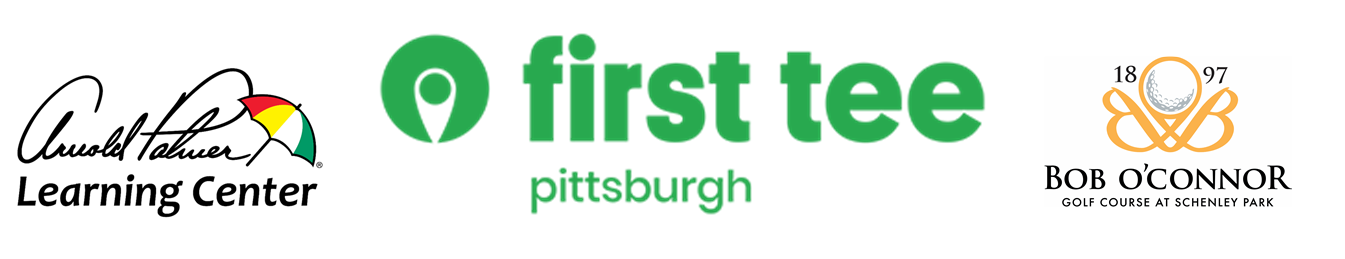 Arnold Palmer
Learning Center
first tee
pittsburgh
18 97
BOB O'CONNOR
GOLF COURSE AT SCHENLEY PARK